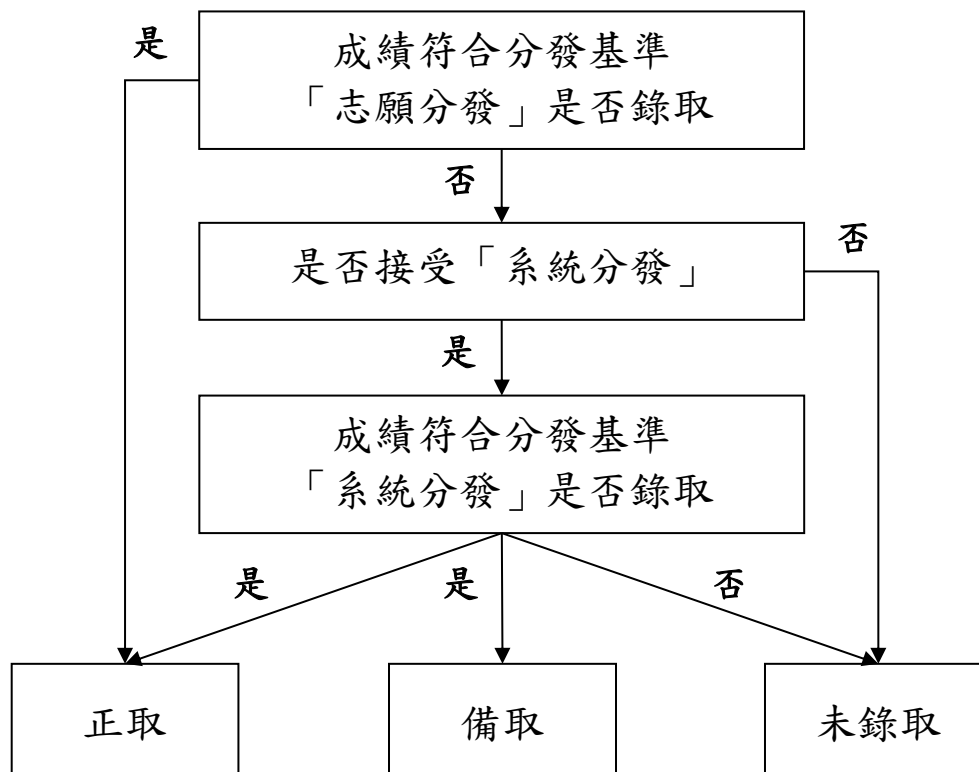 是
成績符合分發基準
「志願分發」是否錄取
否
是否接受「系統分發」
否
是
成績符合分發基準
「系統分發」是否錄取
是
是
否
正取
備取
未錄取